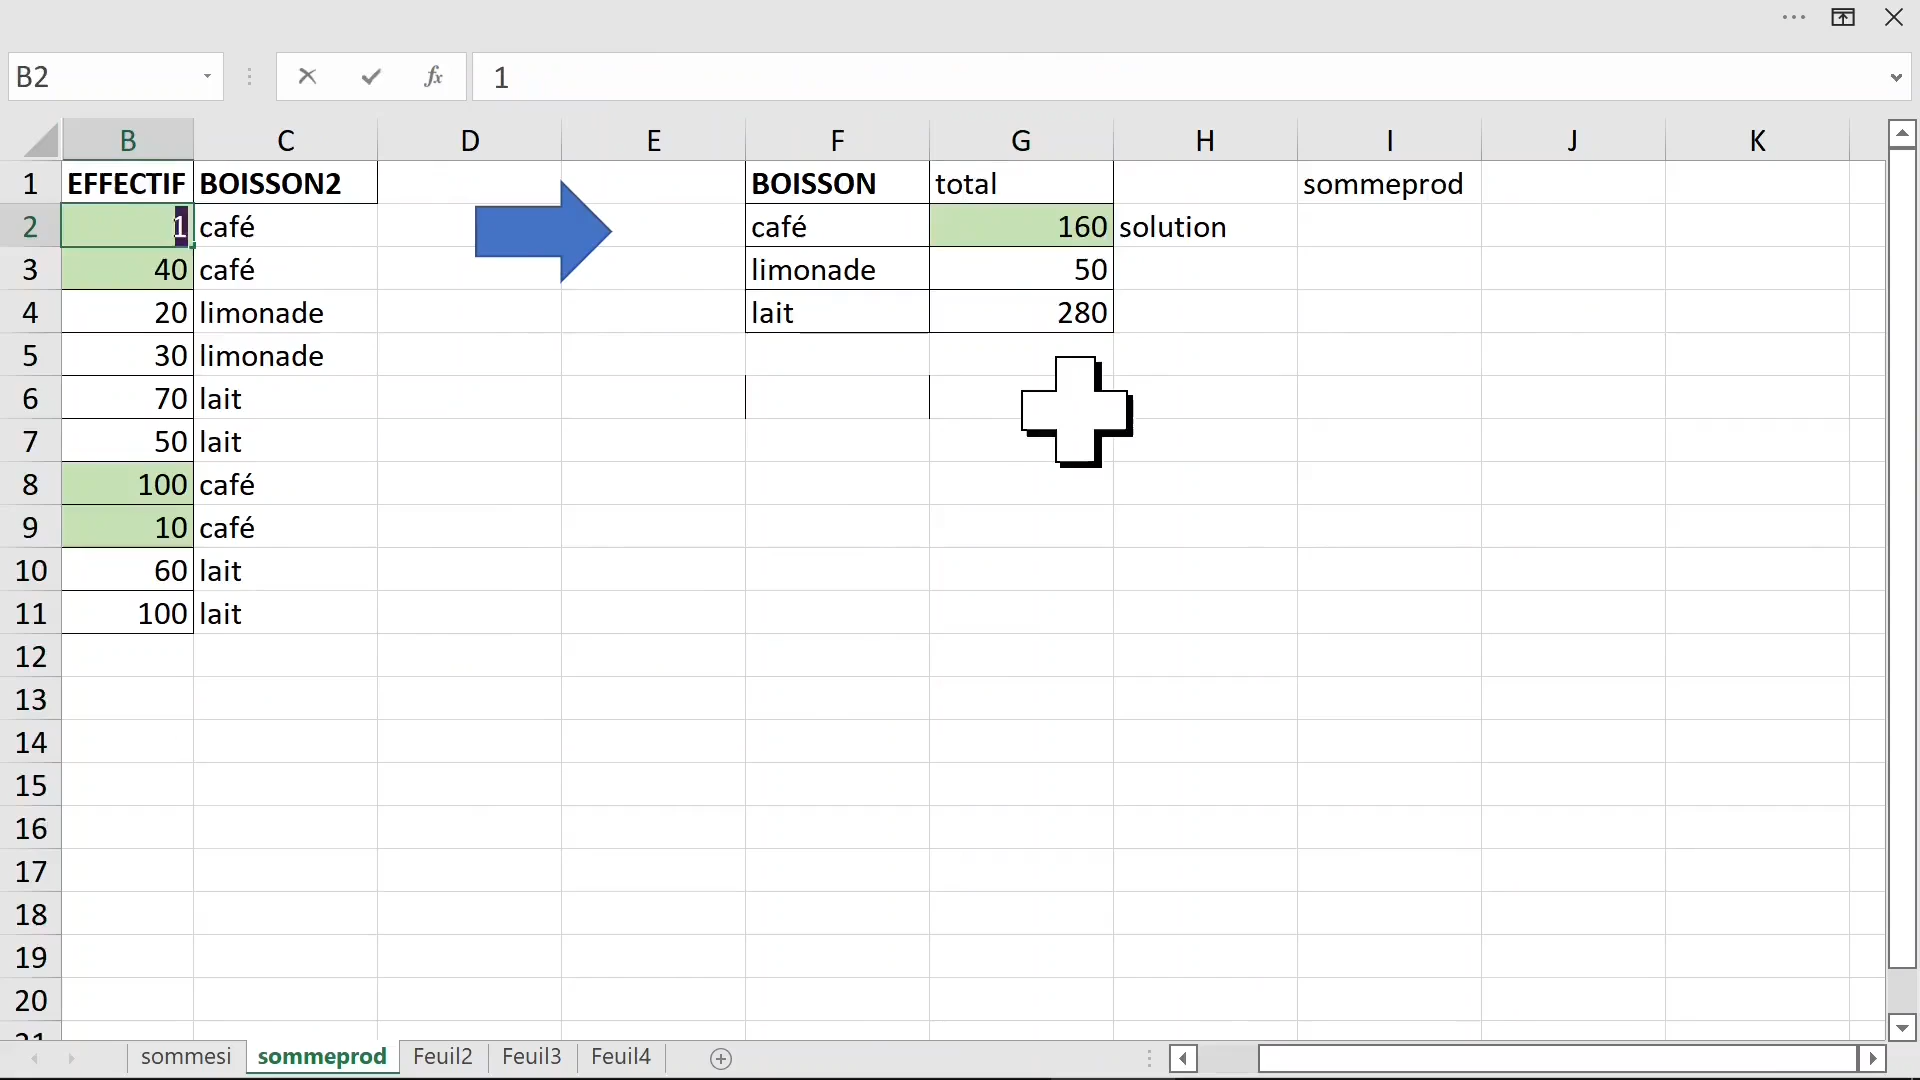 B2 fx 1
B C D E F G H I J K
1 EFFECTIF BOISSON2 BOISSON total sommeprod
2 1 café café 160 solution
3 40 café limonade 50
4 20 limonade lait 280
5 30 limonade
6 70 lait
7 50 lait
8 100 café
9 10 café
10 60 lait
11 100 lait
12
13
14
15
16
17
18
19
20
21
sommesi sommeprod Feuil2 Feuil3 Feuil4